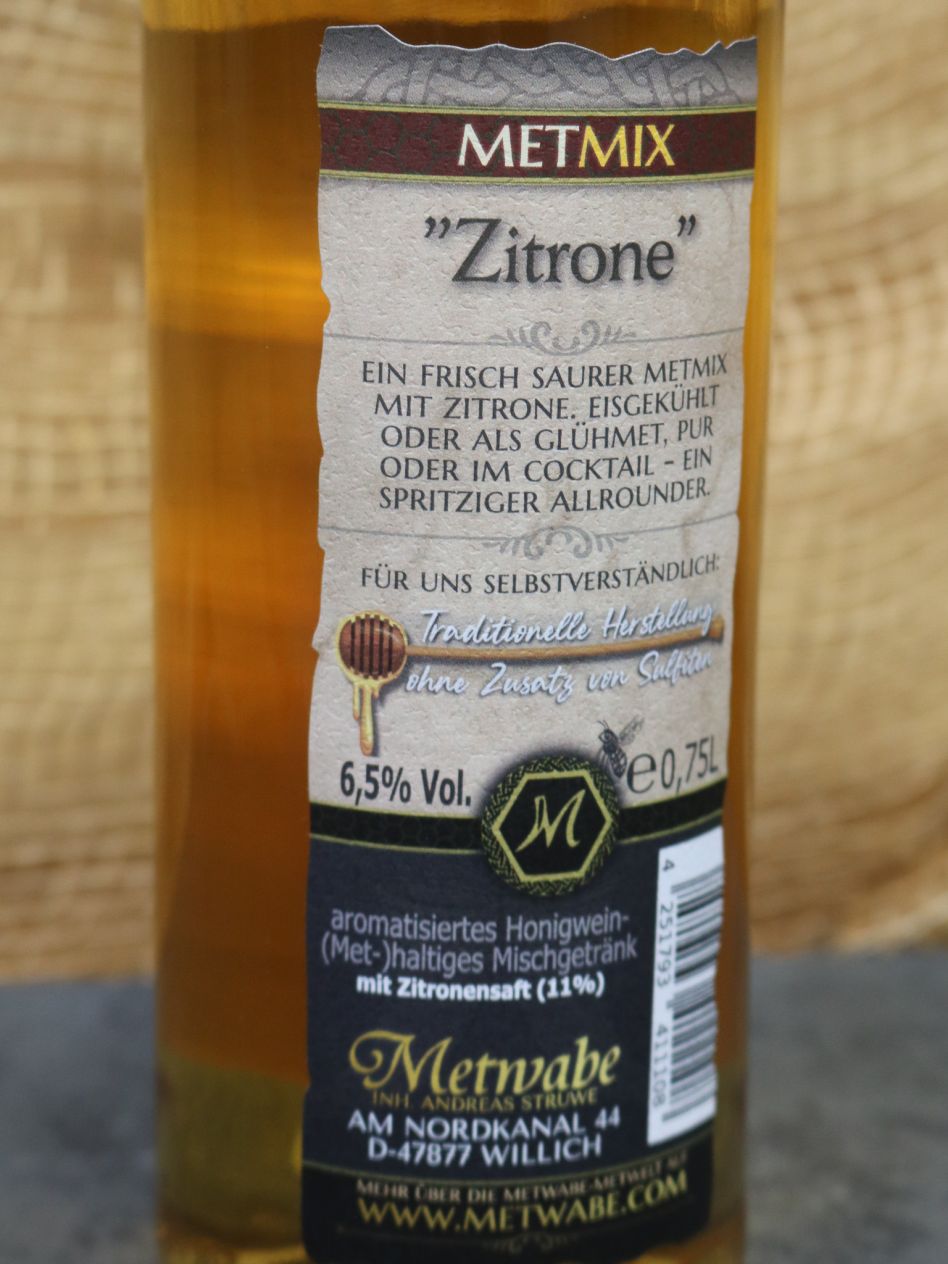 METMIX
"Zitrone"
EIN FRISCH SAURER METMIX
MIT ZITRONE. EISGEKÜHLT
ODER ALS GLÜHMET, PUR
ODER IM COCKTAIL – EIN
SPRITZIGER ALLROUNDER.
FÜR UNS SELBSTVERSTÄNDLICH:
Traditionelle Herstellung
ohne Zusatz von Sulfiten
6,5% Vol.
℮0,75L
M
aromatisiertes Honigwein-
(Met-)haltiges Mischgetränk
mit Zitronensaft (11%)
4 251793 411108
Metwabe
INH. ANDREAS STRUWE
AM NORDKANAL 44
D-47877 WILLICH
MEHR ÜBER DIE METWABE-METWELT AUF
WWW.METWABE.COM